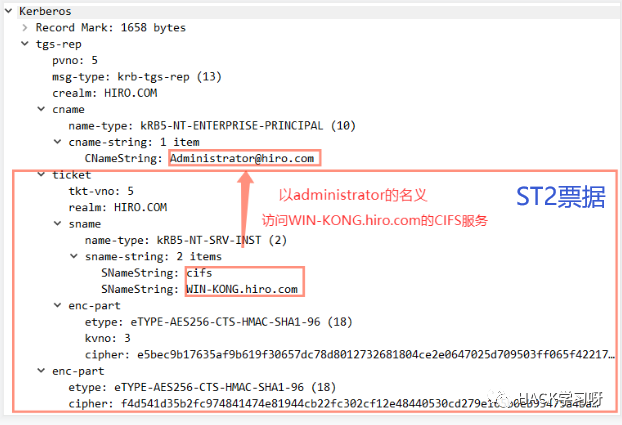 Kerberos
Record Mark: 1658 bytes
tgs-rep
pvno: 5
msg-type: krb-tgs-rep (13)
crealm: HIRO.COM
cname
name-type: kRB5-NT-ENTERPRISE-PRINCIPAL (10)
cname-string: 1 item
CNameString: Administrator@hiro.com
ticket
tkt-vno: 5
realm: HIRO.COM
sname
name-type: kRB5-NT-SRV-INST (2)
sname-string: 2 items
SNameString: cifs
SNameString: WIN-KONG.hiro.com
enc-part
etype: eTYPE-AES256-CTS-HMAC-SHA1-96 (18)
kvno: 3
cipher: e5bec9b17635af9b619f30657dc78d8012732681804ce2e0647025d709503ff065f42217…
enc-part
etype: eTYPE-AES256-CTS-HMAC-SHA1-96 (18)
cipher:
以administrator的名义
访问WIN-KONG.hiro.com的CIFS服务
ST2票据
HACK学习呀